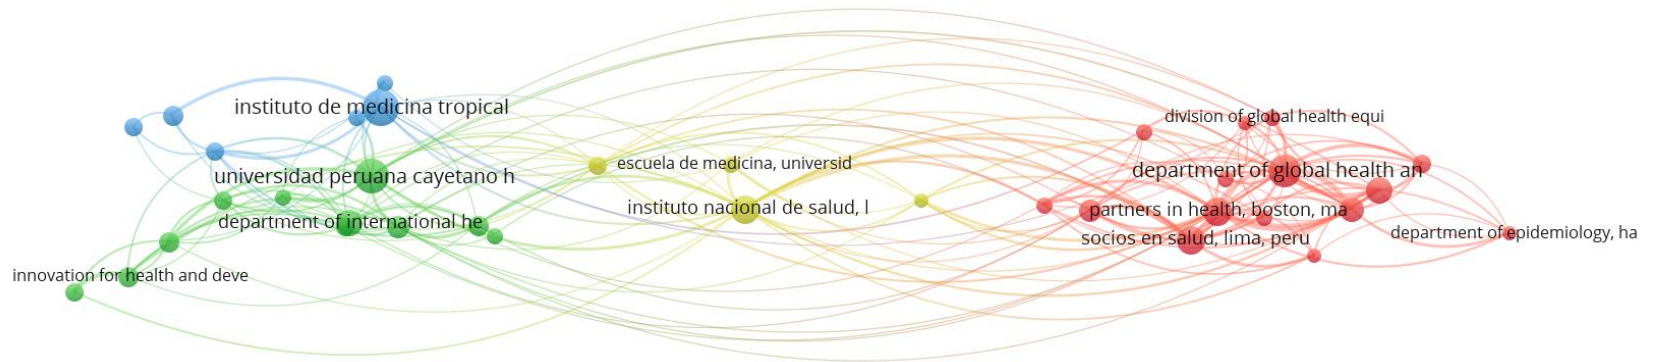 instituto de medicina tropical
universidad peruana cayetano h
department of international he
innovation for health and deve
escuela de medicina, universid
instituto nacional de salud, l
division of global health equi
department of global health an
partners in health, boston, ma
socios en salud, lima, peru
department of epidemiology, ha